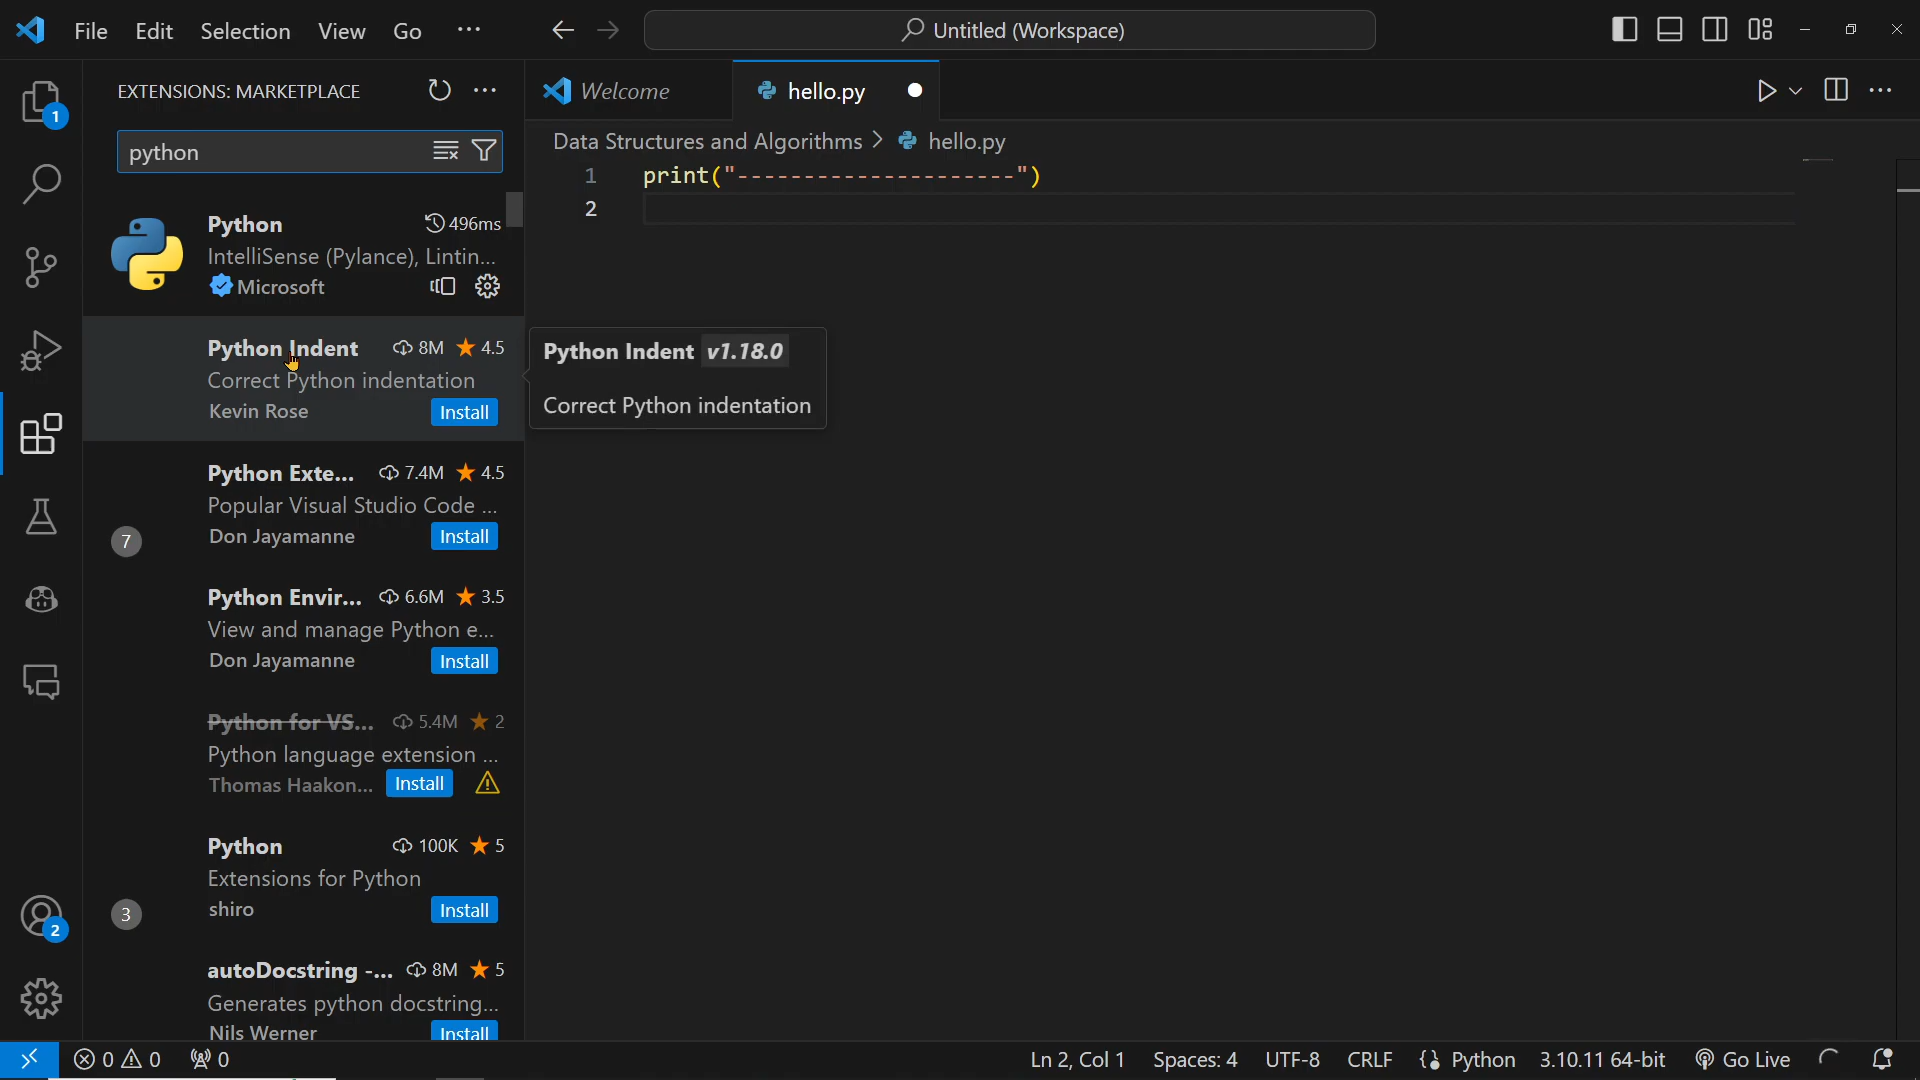 File Edit Selection View Go ···
Untitled (Workspace)
EXTENSIONS: MARKETPLACE
python
Python 496ms
IntelliSense (Pylance), Lintin...
Microsoft
Python Indent 8M 4.5
Correct Python indentation
Kevin Rose Install
Python Exte... 7.4M 4.5
Popular Visual Studio Code ...
Don Jayamanne Install
7
Python Envir... 6.6M 3.5
View and manage Python e...
Don Jayamanne Install
Python for VS... 5.4M 2
Python language extension ...
Thomas Haakon... Install
Python 100K 5
Extensions for Python
shiro Install
3
autoDocstring -... 8M 5
Generates python docstring...
Nils Werner Install
1
2
Welcome
hello.py
Data Structures and Algorithms > hello.py
1 print("---------------------")
2
Python Indent v1.18.0
Correct Python indentation
0 0 0
Ln 2, Col 1 Spaces: 4 UTF-8 CRLF {} Python 3.10.11 64-bit Go Live